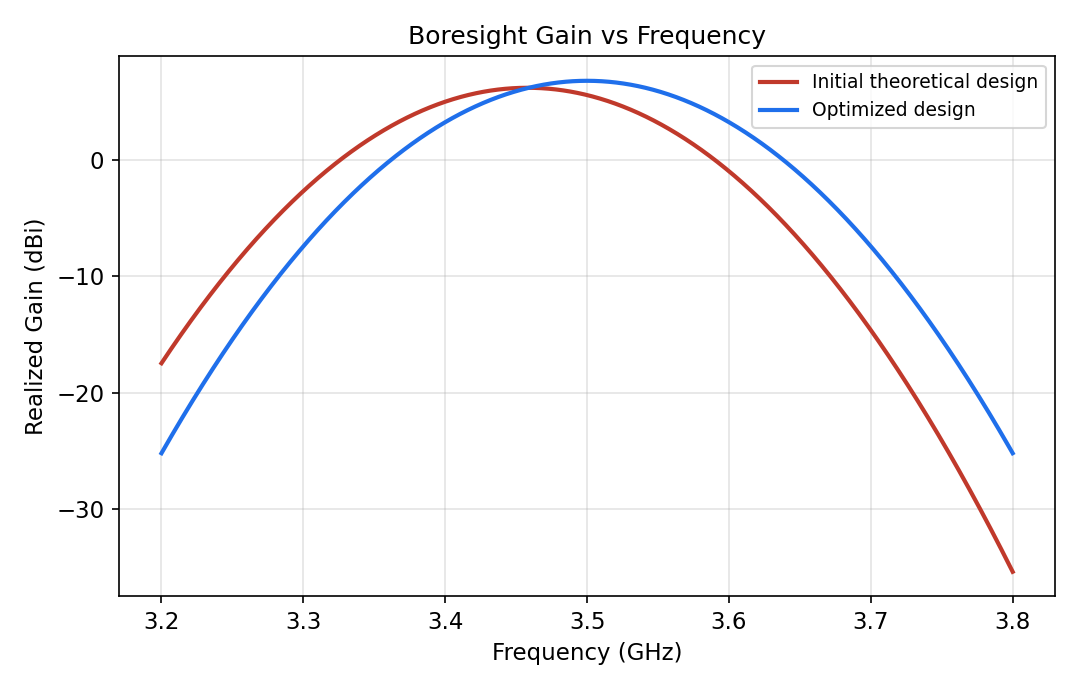 Boresight Gain vs Frequency
Initial theoretical design
Optimized design
Realized Gain (dBi)
0
−10
−20
−30
3.2 3.3 3.4 3.5 3.6 3.7 3.8
Frequency (GHz)